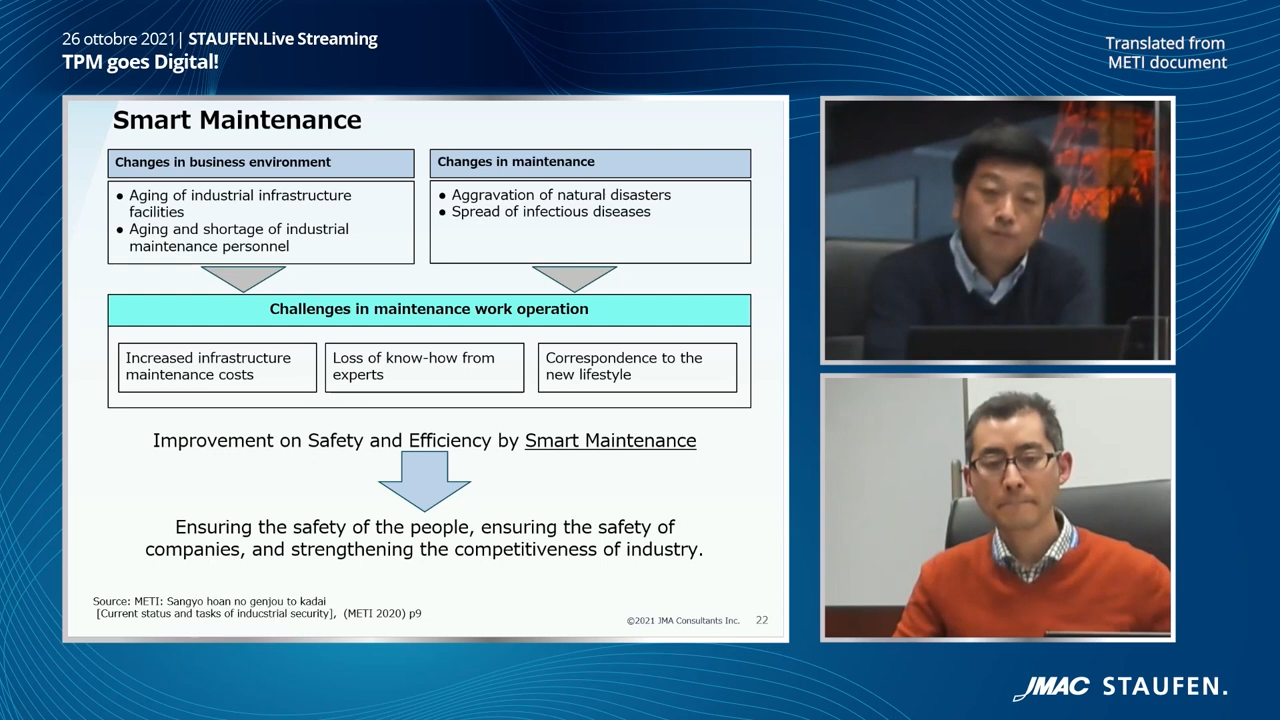 26 ottobre 2021| STAUFEN.Live Streaming
TPM goes Digital!
Translated from
METI document
Smart Maintenance
Changes in business environment
● Aging of industrial infrastructure
facilities
● Aging and shortage of industrial
maintenance personnel
Changes in maintenance
● Aggravation of natural disasters
● Spread of infectious diseases
Challenges in maintenance work operation
Increased infrastructure
maintenance costs
Loss of know-how from
experts
Correspondence to the
new lifestyle
Improvement on Safety and Efficiency by Smart Maintenance
Ensuring the safety of the people, ensuring the safety of
companies, and strengthening the competitiveness of industry.
Source: METI: Sangyo hoan no genjou to kadai
[Current status and tasks of inducstrial security], (METI 2020) p9
©2021 JMA Consultants Inc. 22
JMAC STAUFEN.